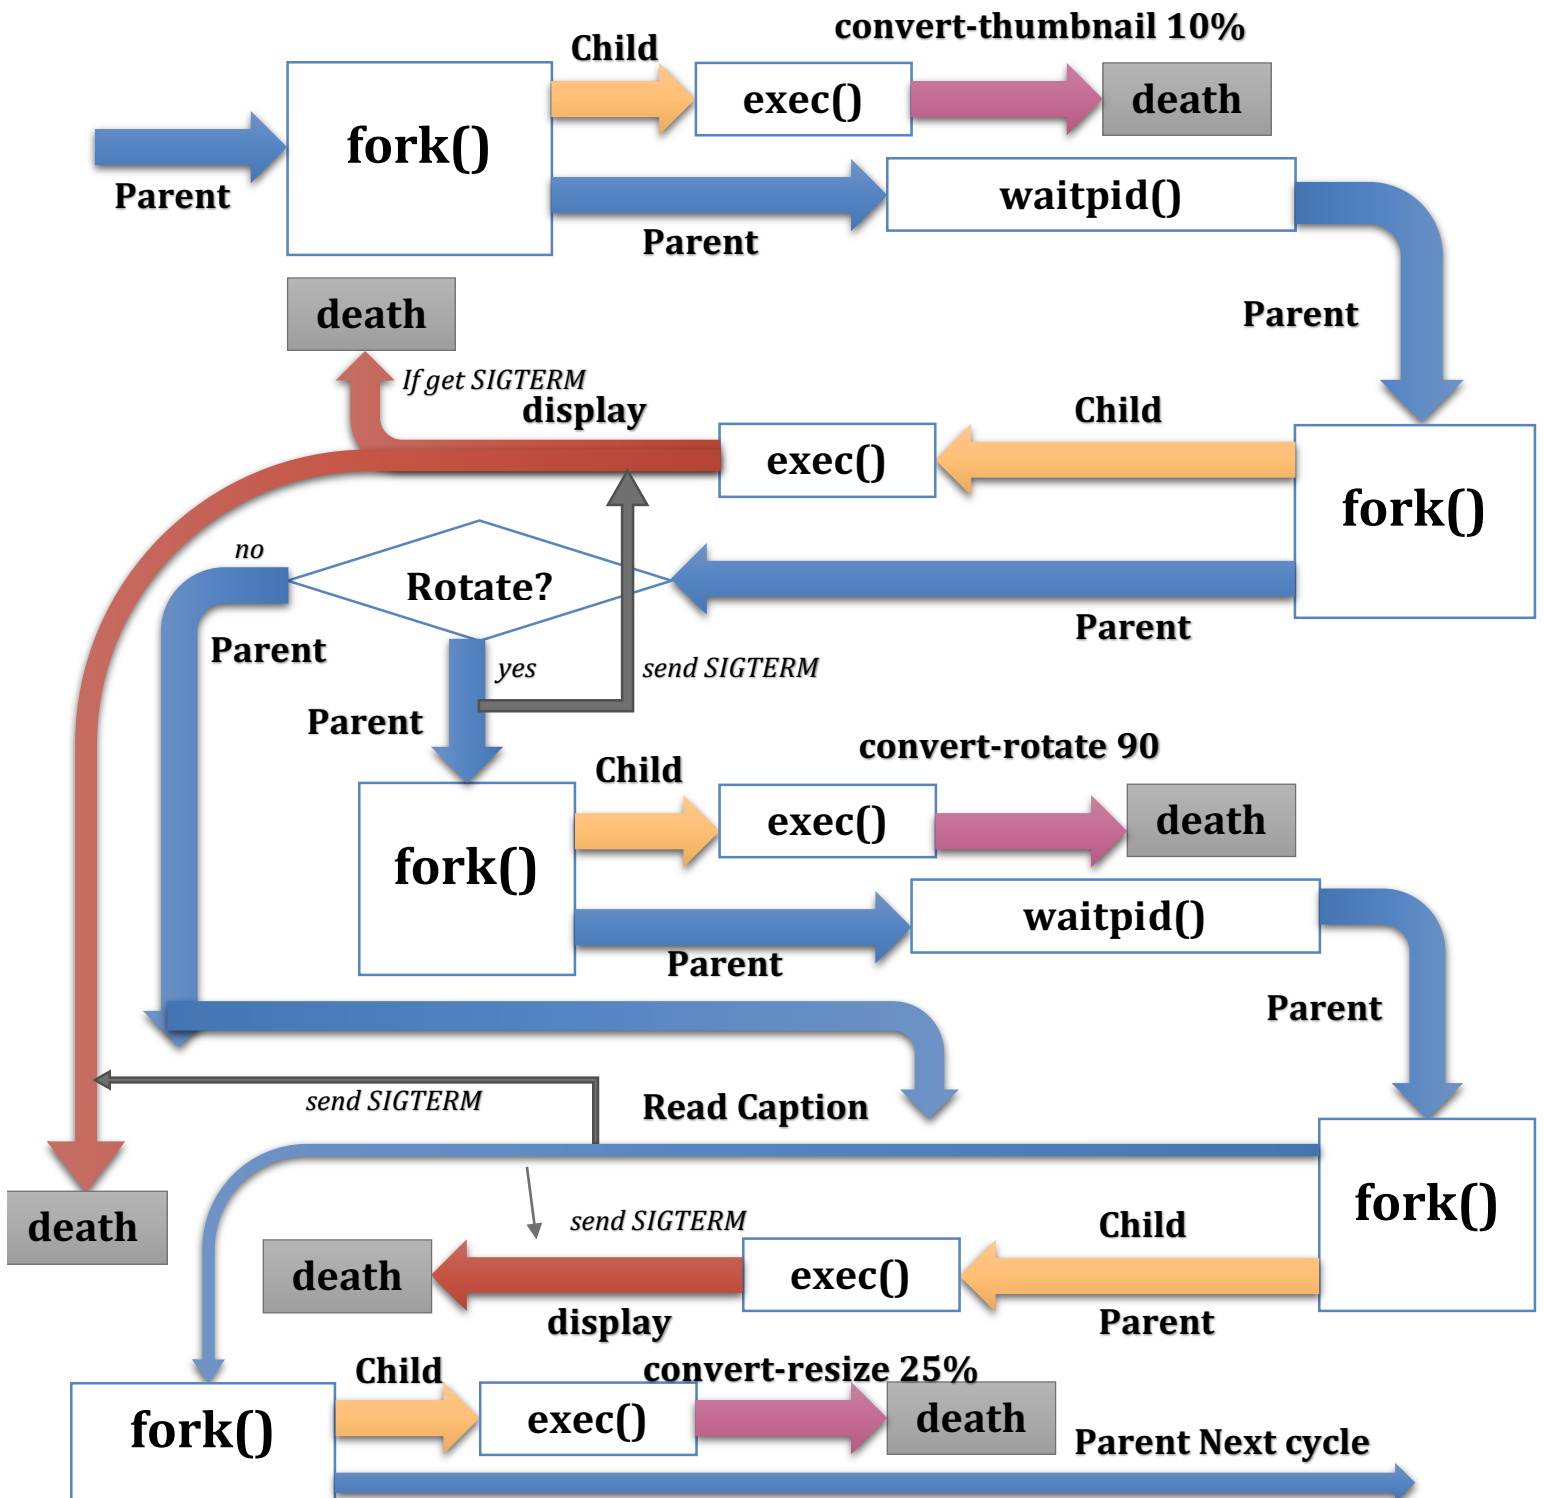 convert-thumbnail 10%
Child
exec()
death
fork()
Parent
waitpid()
Parent
death
Parent
If get SIGTERM
display
Child
exec()
fork()
no
Rotate?
Parent
Parent
yes
send SIGTERM
Parent
convert-rotate 90
Child
exec()
death
fork()
waitpid()
Parent
Parent
send SIGTERM
Read Caption
fork()
death
send SIGTERM
Child
death
exec()
display
Parent
Child
convert-resize 25%
fork()
exec()
death
Parent Next cycle